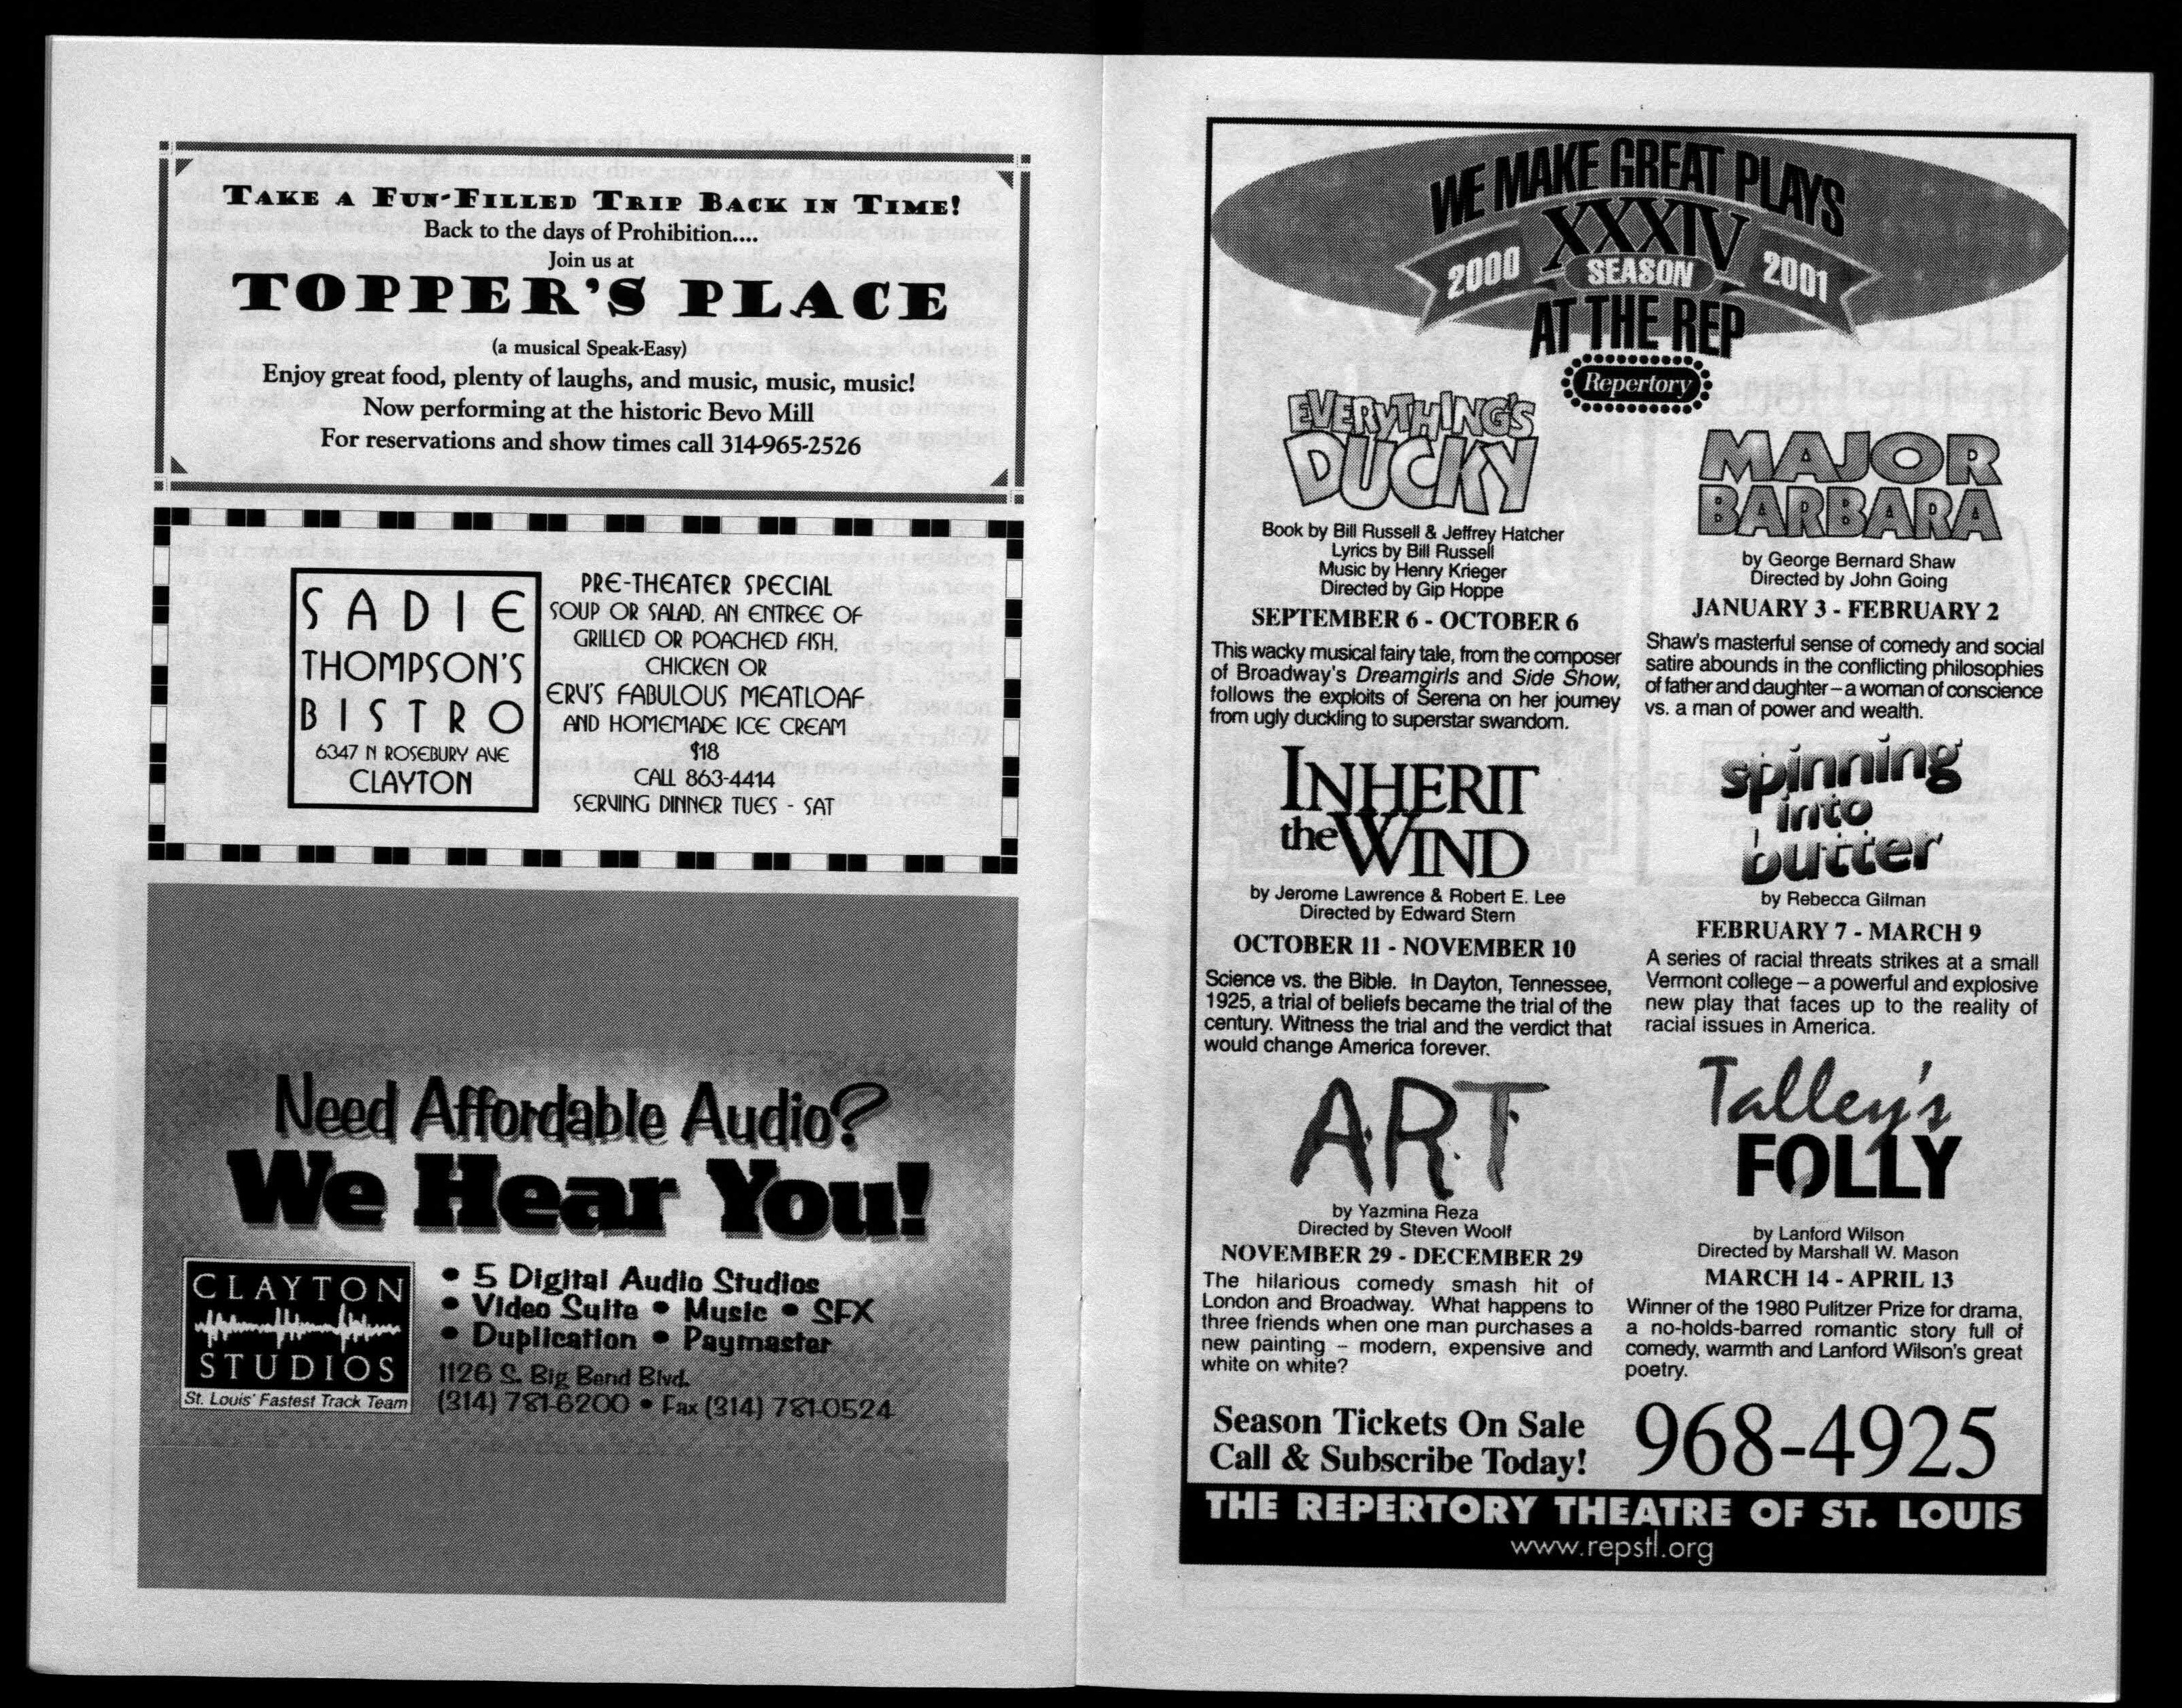 TAKE A FUN-FILLED TRIP BACK IN TIME!
Back to the days of Prohibition....
Join us at
TOPPER'S PLACE
(a musical Speak-Easy)
Enjoy great food, plenty of laughs, and music, music, music!
Now performing at the historic Bevo Mill
For reservations and show times call 314-965-2526
SADIE
THOMPSON'S
BISTRO
6347 N ROSEBURY AVE
CLAYTON
PRE-THEATER SPECIAL
SOUP OR SALAD, AN ENTREE OF
GRILLED OR POACHED FISH,
CHICKEN OR
ERV'S FABULOUS MEATLOAF
AND HOMEMADE ICE CREAM
$18
CALL 863-4414
SERVING DINNER TUES - SAT
Need Affordable Audio?
We Hear You!
CLAYTON
STUDIOS
St. Louis' Fastest Track Team
• 5 Digital Audio Studios
• Video Suite • Music • SFX
• Duplication • Paymaster
1126 S. Big Bend Blvd.
(314) 781-6200 • Fax (314) 781-0524
WE MAKE GREAT PLAYS
XXXIV
2000 SEASON 2001
AT THE REP
Repertory
EVERYTHING'S
DUCKY
Book by Bill Russell & Jeffrey Hatcher
Lyrics by Bill Russell
Music by Henry Krieger
Directed by Gip Hoppe
SEPTEMBER 6 - OCTOBER 6
This wacky musical fairy tale, from the composer
of Broadway's Dreamgirls and Side Show,
follows the exploits of Serena on her journey
from ugly duckling to superstar swandom.
INHERIT
the WIND
by Jerome Lawrence & Robert E. Lee
Directed by Edward Stern
OCTOBER 11 - NOVEMBER 10
Science vs. the Bible. In Dayton, Tennessee,
1925, a trial of beliefs became the trial of the
century. Witness the trial and the verdict that
would change America forever.
ART
by Yazmina Reza
Directed by Steven Woolf
NOVEMBER 29 - DECEMBER 29
The hilarious comedy smash hit of
London and Broadway. What happens to
three friends when one man purchases a
new painting – modern, expensive and
white on white?
MAJOR
BARBARA
by George Bernard Shaw
Directed by John Going
JANUARY 3 - FEBRUARY 2
Shaw's masterful sense of comedy and social
satire abounds in the conflicting philosophies
of father and daughter – a woman of conscience
vs. a man of power and wealth.
spinning
into
butter
by Rebecca Gilman
FEBRUARY 7 - MARCH 9
A series of racial threats strikes at a small
Vermont college – a powerful and explosive
new play that faces up to the reality of
racial issues in America.
Talley's
FOLLY
by Lanford Wilson
Directed by Marshall W. Mason
MARCH 14 - APRIL 13
Winner of the 1980 Pulitzer Prize for drama,
a no-holds-barred romantic story full of
comedy, warmth and Lanford Wilson's great
poetry.
Season Tickets On Sale
Call & Subscribe Today!
968-4925
THE REPERTORY THEATRE OF ST. LOUIS
www.repstl.org